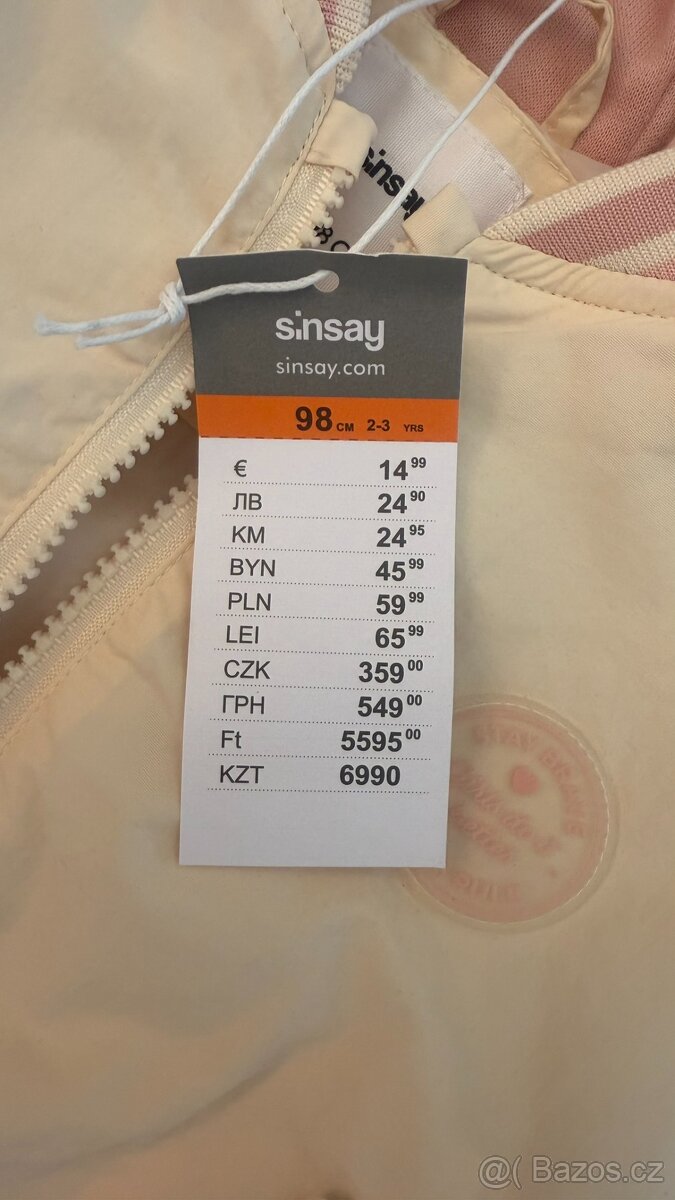 sinsay
sinsay
sinsay.com
98 CM 2-3 YRS
€ 14 99
ЛВ 24 90
KM 24 95
BYN 45 99
PLN 59 99
LEI 65 99
CZK 359 00
ГРН 549 00
Ft 5595 00
KZT 6990
@( Bazos.cz